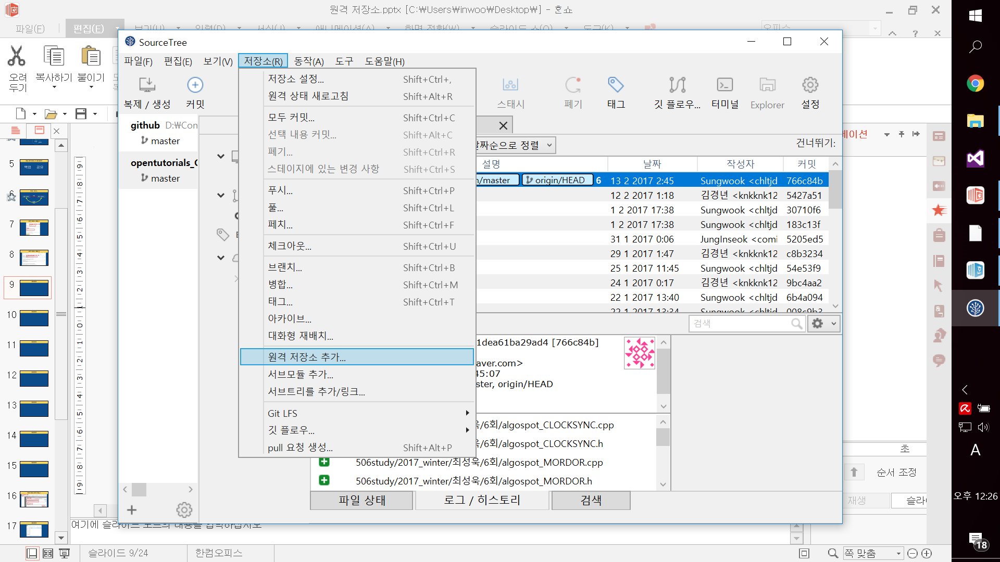 원격 저장소.pptx [C:₩Users₩inwoo₩Desktop₩] - 흔쇼
파일(F) 편집(E)
오피스
오려
두기
복사하기
붙이기
SourceTree
파일(F) 편집(E) 보기(V) 저장소(R) 동작(A) 도구 도움말(H)
복제 / 생성
커밋
스태시
폐기
태그
깃 플로우...
터미널
Explorer
설정
저장소 설정... Shift+Ctrl+,
원격 상태 새로고침 Shift+Alt+R
모두 커밋... Shift+Ctrl+C
선택 내용 커밋... Shift+Alt+C
폐기... Shift+Ctrl+R
스테이지에 있는 변경 사항 Shift+Ctrl+S
푸시... Shift+Ctrl+P
풀... Shift+Ctrl+L
페치... Shift+Ctrl+F
체크아웃... Shift+Ctrl+U
브랜치... Shift+Ctrl+B
병합... Shift+Ctrl+M
태그... Shift+Ctrl+T
아카이브...
대화형 재배치...
원격 저장소 추가...
서브모듈 추가...
서브트리를 추가/링크...
Git LFS
깃 플로우...
pull 요청 생성... Shift+Alt+P
github D:₩Con
master
opentutorials_
master
짜순으로 정렬
건너뛰기:
설명 날짜 작성자 커밋
/master origin/HEAD 6 13 2 2017 2:45 Sungwook <chltjd 766c84b
12 2 2017 1:18 김경년 <knkknk12 5427a51
1 2 2017 17:38 Sungwook <chltjd 30710f6
1 2 2017 17:38 Sungwook <chltjd 183c13f
31 1 2017 0:06 JungInseok <comi 5205ed5
29 1 2017 1:47 김경년 <knkknk12 c8b3234
25 1 2017 11:45 Sungwook <chltjd 54e53f9
24 1 2017 0:17 김경년 <knkknk12 9bc4aa2
22 1 2017 13:40 Sungwook <chltjd 6b4a094
22 1 2017 13:34 Sungwook <chltjd 008c9b3
검색
1dea61ba29ad4 [766c84b]
aver.com>
45:07
ster, origin/HEAD
/6회/algospot_CLOCKSYNC.cpp
/6회/algospot_CLOCKSYNC.h
506study/2017_winter/최성욱/6회/algospot_MORDOR.cpp
506study/2017_winter/최성욱/6회/algospot_MORDOR.h
파일 상태 로그 / 히스토리 검색
5
백업 공유
6
7
8
9
10
11
12
13
14
15
16
17
이션
초
순서 조정
재생
슬라
여기에 슬라이드 노트의 내용을 입력하십시오
슬라이드 9/24
한컴오피스
쪽 맞춤
A
오후 12:26
18